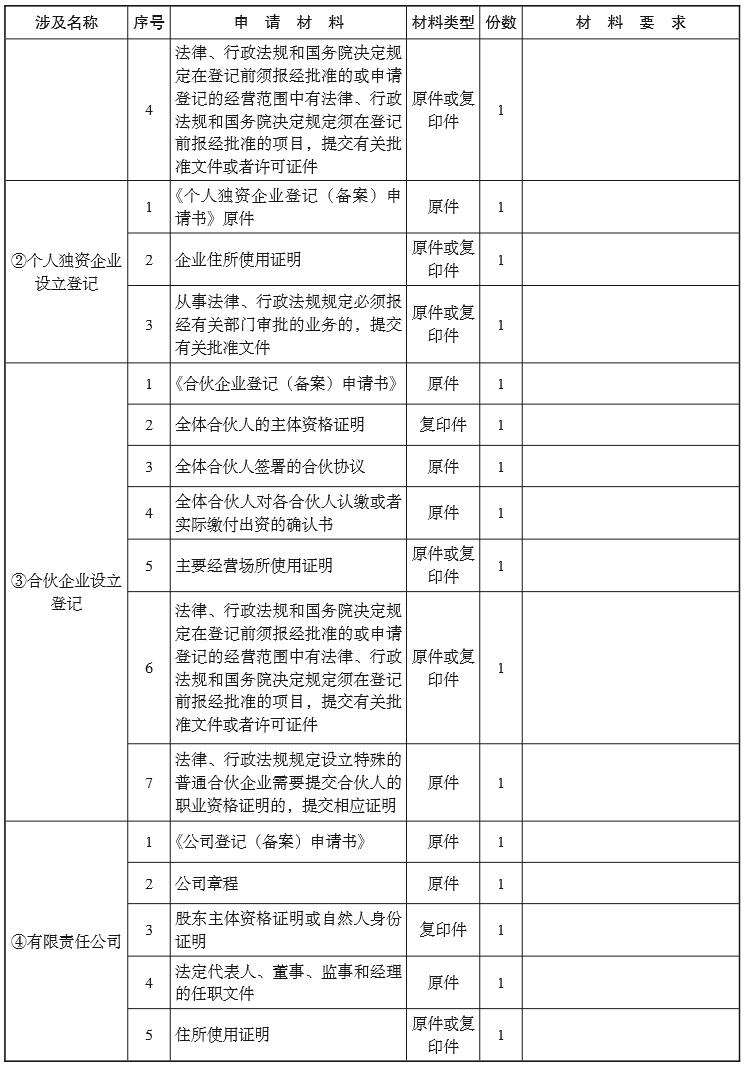 涉及名称 序号 申 请 材 料 材料类型 份数 材 料 要 求
法律、行政法规和国务院决定规
定在登记前须报经批准的或申请
登记的经营范围中有法律、行政
法规和国务院决定规定须在登记
前报经批准的项目，提交有关批
准文件或者许可证件
4
原件或复
印件
1
②个人独资企业
设立登记
1
《个人独资企业登记（备案）申
请书》原件
原件
1
2
企业住所使用证明
原件或复
印件
1
3
从事法律、行政法规规定必须报
经有关部门审批的业务的，提交
有关批准文件
原件或复
印件
1
③合伙企业设立
登记
1 《合伙企业登记（备案）申请书》 原件 1
2 全体合伙人的主体资格证明 复印件 1
3 全体合伙人签署的合伙协议 原件 1
4
全体合伙人对各合伙人认缴或者
实际缴付出资的确认书
原件
1
5
主要经营场所使用证明
原件或复
印件
1
6
法律、行政法规和国务院决定规
定在登记前须报经批准的或申请
登记的经营范围中有法律、行政
法规和国务院决定规定须在登记
前报经批准的项目，提交有关批
准文件或者许可证件
原件或复
印件
1
7
法律、行政法规规定设立特殊的
普通合伙企业需要提交合伙人的
职业资格证明的，提交相应证明
原件
1
④有限责任公司
1 《公司登记（备案）申请书》 原件 1
2 公司章程 原件 1
3
股东主体资格证明或自然人身份
证明
复印件
1
4
法定代表人、董事、监事和经理
的任职文件
原件
1
5
住所使用证明
原件或复
印件
1